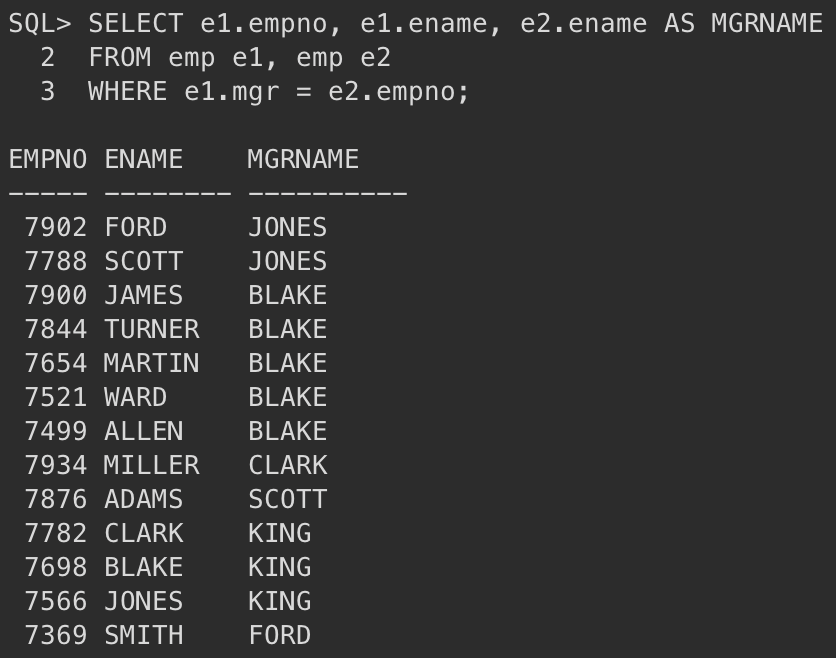 SQL> SELECT e1.empno, e1.ename, e2.ename AS MGRNAME
  2  FROM emp e1, emp e2
  3  WHERE e1.mgr = e2.empno;

EMPNO ENAME    MGRNAME
----- -------- ----------
 7902 FORD     JONES
 7788 SCOTT    JONES
 7900 JAMES    BLAKE
 7844 TURNER   BLAKE
 7654 MARTIN   BLAKE
 7521 WARD     BLAKE
 7499 ALLEN    BLAKE
 7934 MILLER   CLARK
 7876 ADAMS    SCOTT
 7782 CLARK    KING
 7698 BLAKE    KING
 7566 JONES    KING
 7369 SMITH    FORD